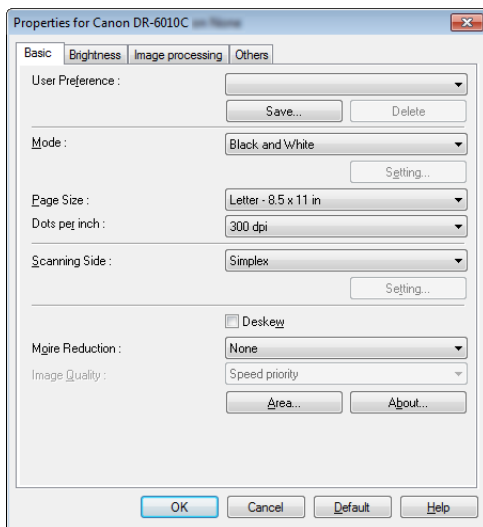 Properties for Canon DR-6010C on None
Basic Brightness Image processing Others
User Preference :
Save... Delete
Mode : Black and White
Setting...
Page Size : Letter - 8.5 x 11 in
Dots per inch : 300 dpi
Scanning Side : Simplex
Setting...
Deskew
Moire Reduction : None
Image Quality : Speed priority
Area... About...
OK Cancel Default Help